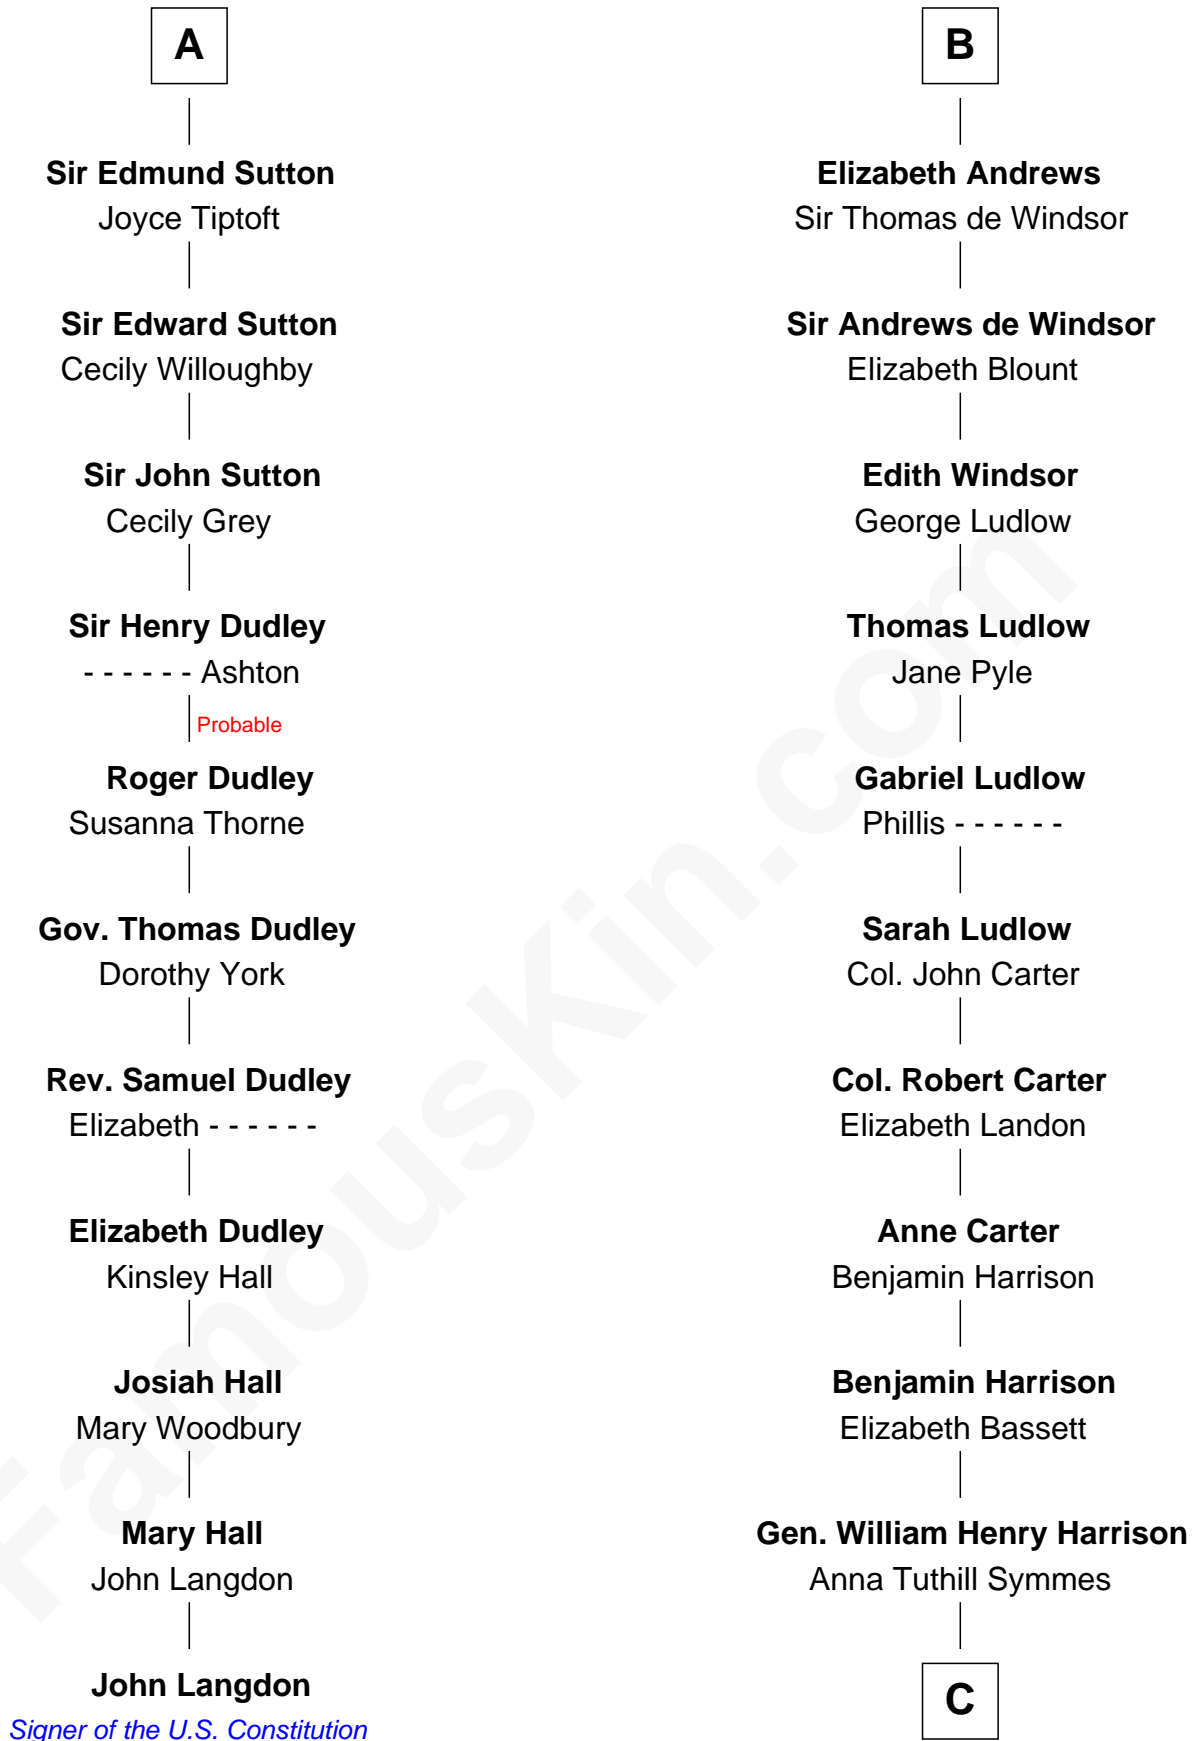 A
Sir Edmund Sutton
Joyce Tiptoft
Sir Edward Sutton
Cecily Willoughby
Sir John Sutton
Cecily Grey
Sir Henry Dudley
- - - - - - Ashton
Probable
Roger Dudley
Susanna Thorne
Gov. Thomas Dudley
Dorothy York
Rev. Samuel Dudley
Elizabeth - - - - - -
Elizabeth Dudley
Kinsley Hall
Josiah Hall
Mary Woodbury
Mary Hall
John Langdon
John Langdon
Signer of the U.S. Constitution
B
Elizabeth Andrews
Sir Thomas de Windsor
Sir Andrews de Windsor
Elizabeth Blount
Edith Windsor
George Ludlow
Thomas Ludlow
Jane Pyle
Gabriel Ludlow
Phillis - - - - - -
Sarah Ludlow
Col. John Carter
Col. Robert Carter
Elizabeth Landon
Anne Carter
Benjamin Harrison
Benjamin Harrison
Elizabeth Bassett
Gen. William Henry Harrison
Anna Tuthill Symmes
C
FamousKin.com